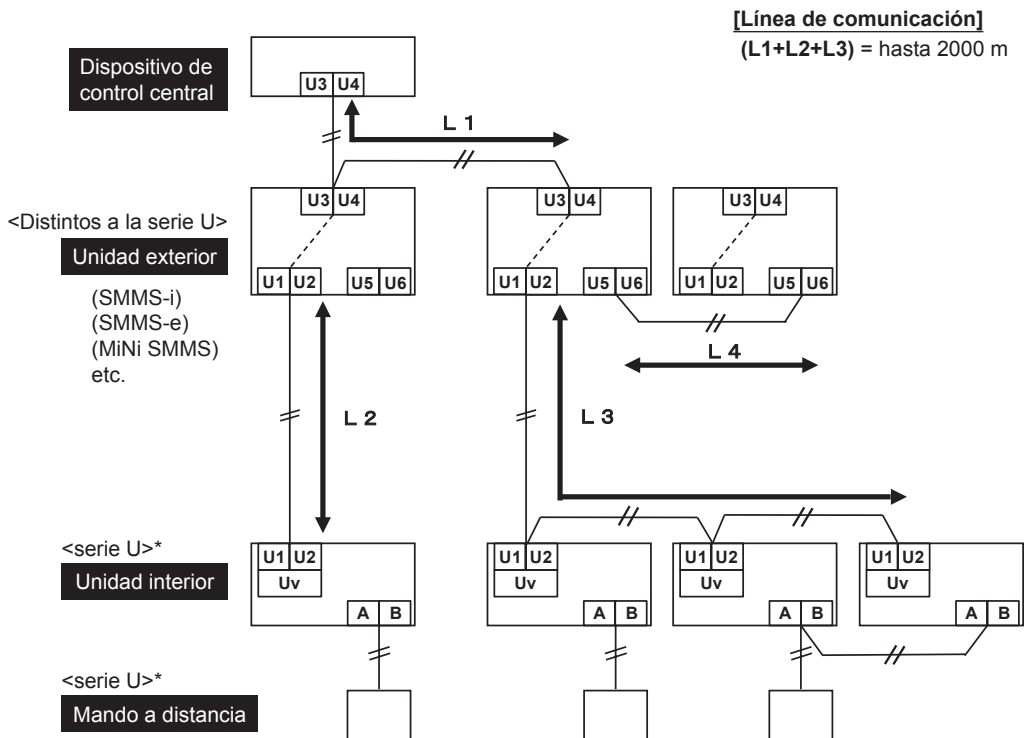 [Línea de comunicación]
(L1+L2+L3) = hasta 2000 m
Dispositivo de
control central
U3 U4
L 1
<Distintos a la serie U>
Unidad exterior
(SMMS-i)
(SMMS-e)
(MiNi SMMS)
etc.
U3 U4
U3 U4
U3 U4
U1 U2
U5 U6
U1 U2
U5 U6
U1 U2
U5 U6
L 4
L 2
L 3
<serie U>*
Unidad interior
U1 U2
Uv
A B
U1 U2
Uv
A B
U1 U2
Uv
A B
U1 U2
Uv
A B
<serie U>*
Mando a distancia